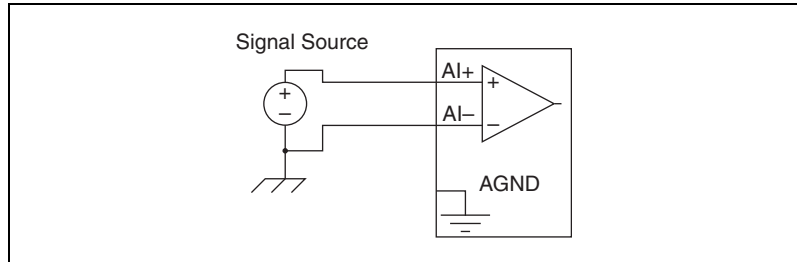 Signal Source
AI+
+
+
–
AI–
–
AGND